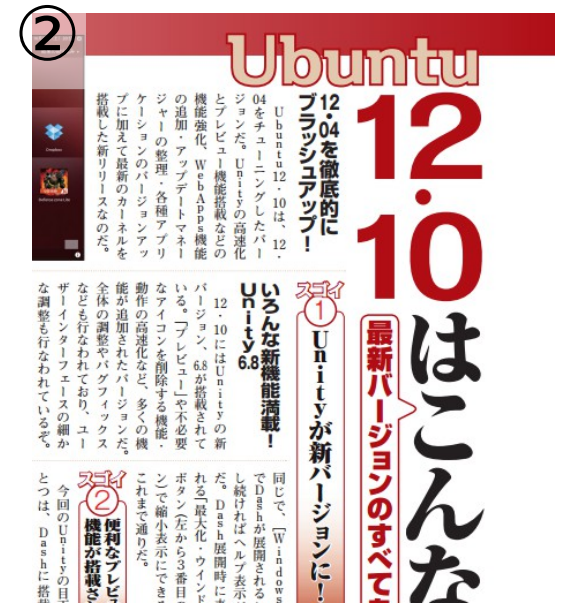 ②
Ubuntu
12・10はこんな
最新バージョンのすべてを
12・04を徹底的に
ブラッシュアップ！
Ubuntu12・10は、12・
04をチューニングしたバー
ジョンだ。Unityの高速化
とプレビュー機能搭載などの
機能強化、WebApps機能
の追加・アップデートマネー
ジャーの整理・各種アプリ
ケーションのバージョンアッ
プに加えて最新のカーネルを
搭載した新リリースなのだ。
スゴイ
①
Unityが新バージョンに！
いろんな新機能満載！
Unity6.8
12・10にはUnityの新
バージョン、6.8が搭載されて
いる。「プレビュー」や不必要
なアイコンを削除する機能・
動作の高速化など、多くの機
能が追加されたバージョンだ。
全体の調整やバグフィックス
なども行なわれており、ユー
ザーインターフェースの細か
な調整も行なわれているぞ。
同じで、[Windows
でDashが展開される
し続ければヘルプ表示が
だ。Dash展開時に
れる「最大化・ウインド
ボタン(左から3番目の
ン)で縮小表示にでき
これまで通りだ。
スゴイ
②
便利なプレビュ
機能が搭載さ
今回のUnityの目
とつは、Dashに搭